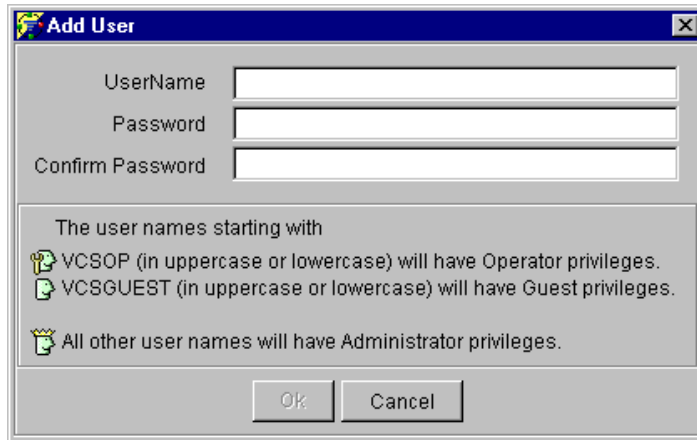 Add User
UserName
Password
Confirm Password
The user names starting with
VCSOP (in uppercase or lowercase) will have Operator privileges.
VCSGUEST (in uppercase or lowercase) will have Guest privileges.
All other user names will have Administrator privileges.
Ok
Cancel